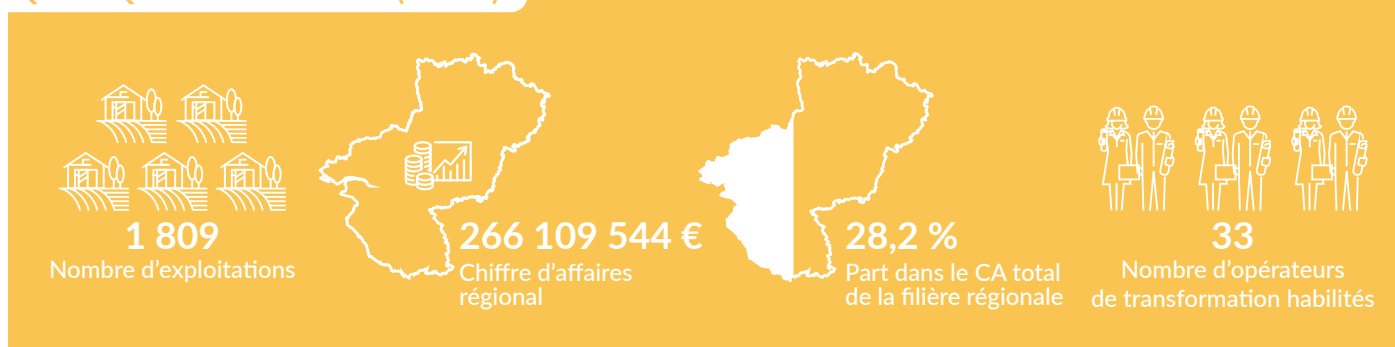 1 809
Nombre d'exploitations
266 109 544 €
Chiffre d'affaires
régional
28,2 %
Part dans le CA total
de la filière régionale
33
Nombre d'opérateurs
de transformation habilités